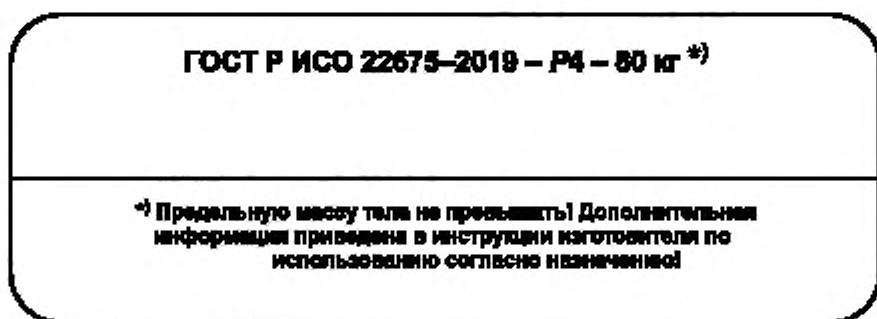 ГОСТ Р ИСО 22675–2019 – P4 – 80 кг *)
*) Предельную массу тела не превышать! Дополнительная
информация приведена в инструкции изготовителя по
использованию согласно назначению!